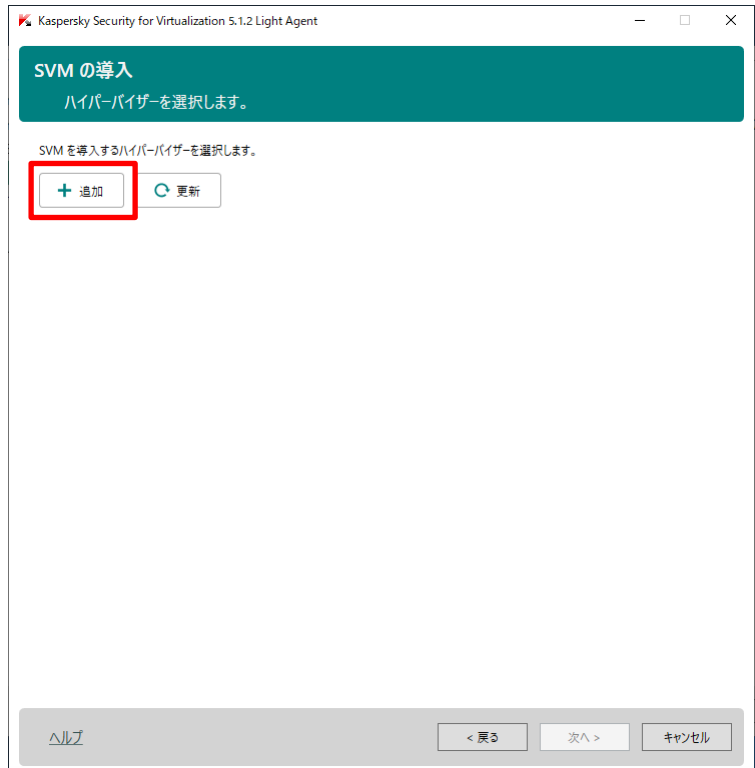 Kaspersky Security for Virtualization 5.1.2 Light Agent
SVM の導入
ハイパーバイザーを選択します。
SVM を導入するハイパーバイザーを選択します。
追加
更新
ヘルプ
< 戻る
次へ >
キャンセル